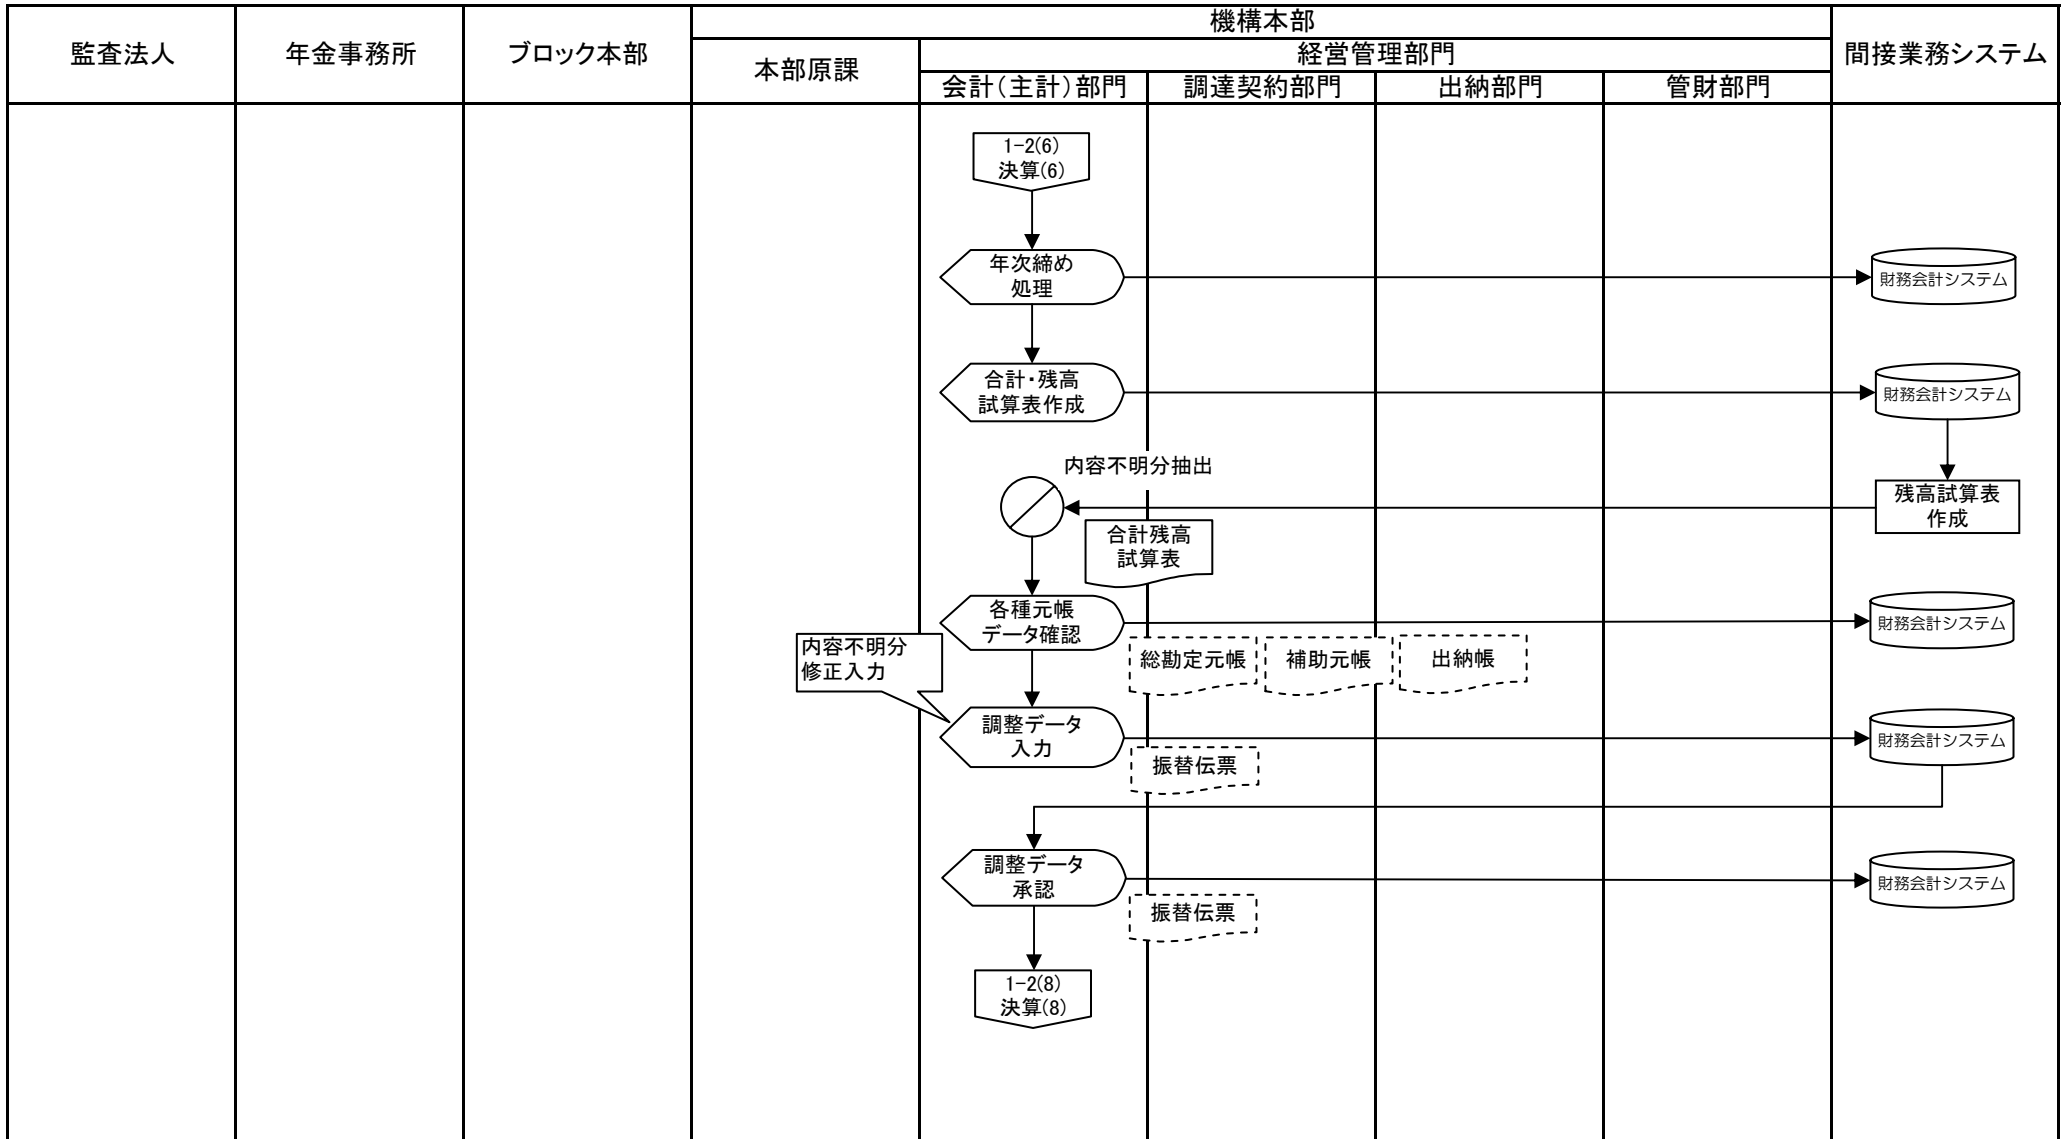 機構本部
監査法人
年金事務所
ブロック本部
本部原課
経営管理部門
間接業務システム
会計(主計)部門
調達契約部門
出納部門
管財部門
1-2(6)
決算(6)
年次締め
処理
財務会計システム
合計・残高
試算表作成
財務会計システム
内容不明分抽出
残高試算表
作成
合計残高
試算表
各種元帳
データ確認
財務会計システム
内容不明分
修正入力
総勘定元帳
補助元帳
出納帳
調整データ
入力
財務会計システム
振替伝票
調整データ
承認
財務会計システム
振替伝票
1-2(8)
決算(8)